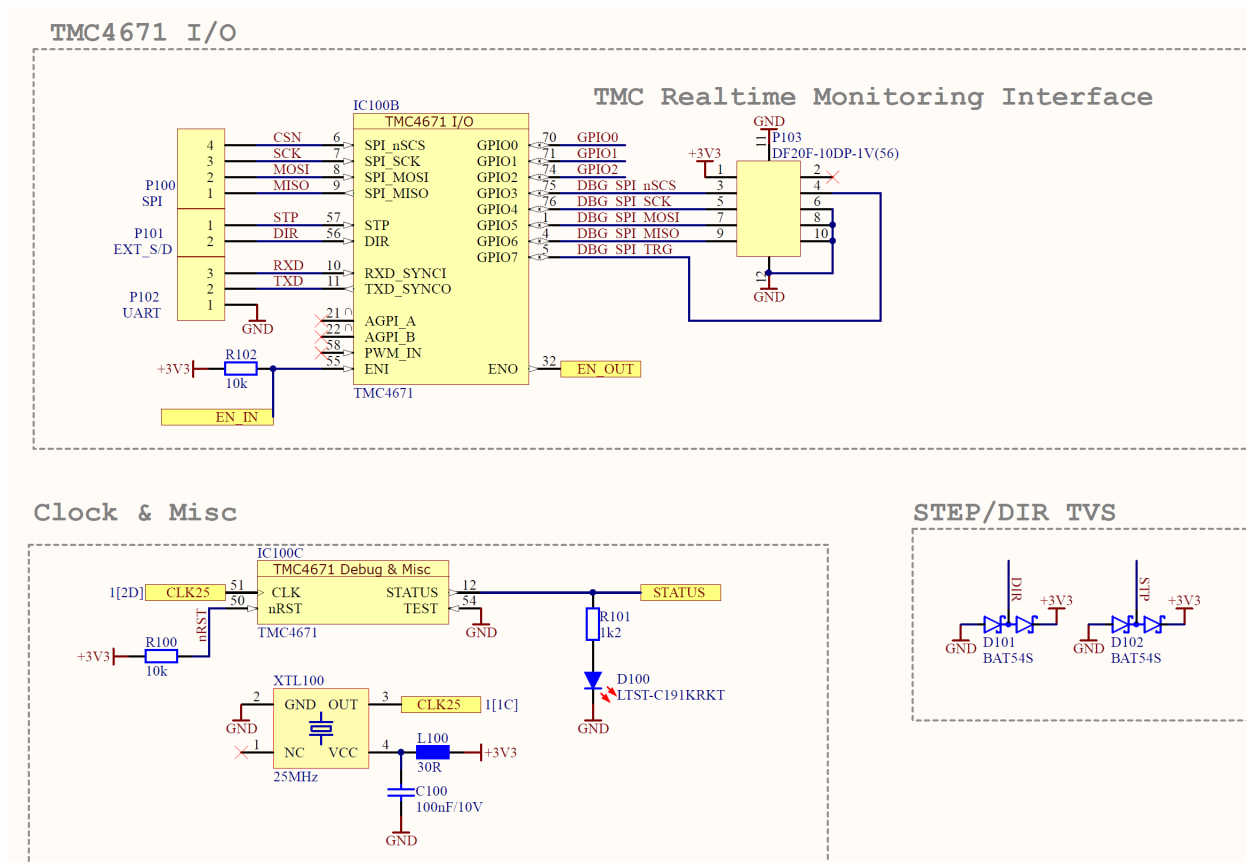 TMC4671 I/O
TMC Realtime Monitoring Interface
IC100B
TMC4671 I/O
4 CSN 6 SPI_nSCS GPIO0 70 GPIO0
3 SCK 7 SPI_SCK GPIO1 71 GPIO1
2 MOSI 8 SPI_MOSI GPIO2 74 GPIO2
1 MISO 9 SPI_MISO GPIO3 75 DBG_SPI_nSCS
GPIO4 76 DBG_SPI_SCK
P100
SPI
1 STP 57 STP GPIO5 1 DBG_SPI_MOSI
2 DIR 56 DIR GPIO6 4 DBG_SPI_MISO
GPIO7 5 DBG_SPI_TRG
P101
EXT_S/D
3 RXD 10 RXD_SYNCI
2 TXD 11 TXD_SYNCO
1
GND
P102
UART
21 AGPI_A
22 AGPI_B
58 PWM_IN
55 ENI ENO 32 EN_OUT
TMC4671
+3V3 R102
10k
EN_IN
GND
11
P103
DF20F-10DP-1V(56)
+3V3
1 2
3 4
5 6
7 8
9 10
12
GND
Clock & Misc
IC100C
TMC4671 Debug & Misc
1[2D] CLK25 51 CLK STATUS 12 STATUS
50 nRST TEST 54
GND
TMC4671
nRST
+3V3 R100
10k
R101
1k2
D100
LTST-C191KRKT
GND
XTL100
2 GND OUT 3 CLK25 1[1C]
GND
1 NC VCC 4 L100 +3V3
30R
25MHz
C100
100nF/10V
GND
STEP/DIR TVS
DIR
+3V3
GND
D101
BAT54S
STP
+3V3
GND
D102
BAT54S